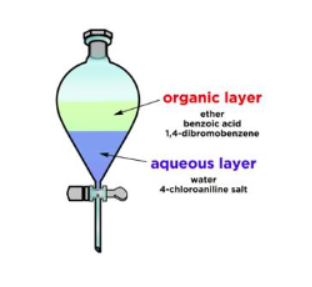 organic layer
ether
benzoic acid
1,4-dibromobenzene
aqueous layer
water
4-chloroaniline salt